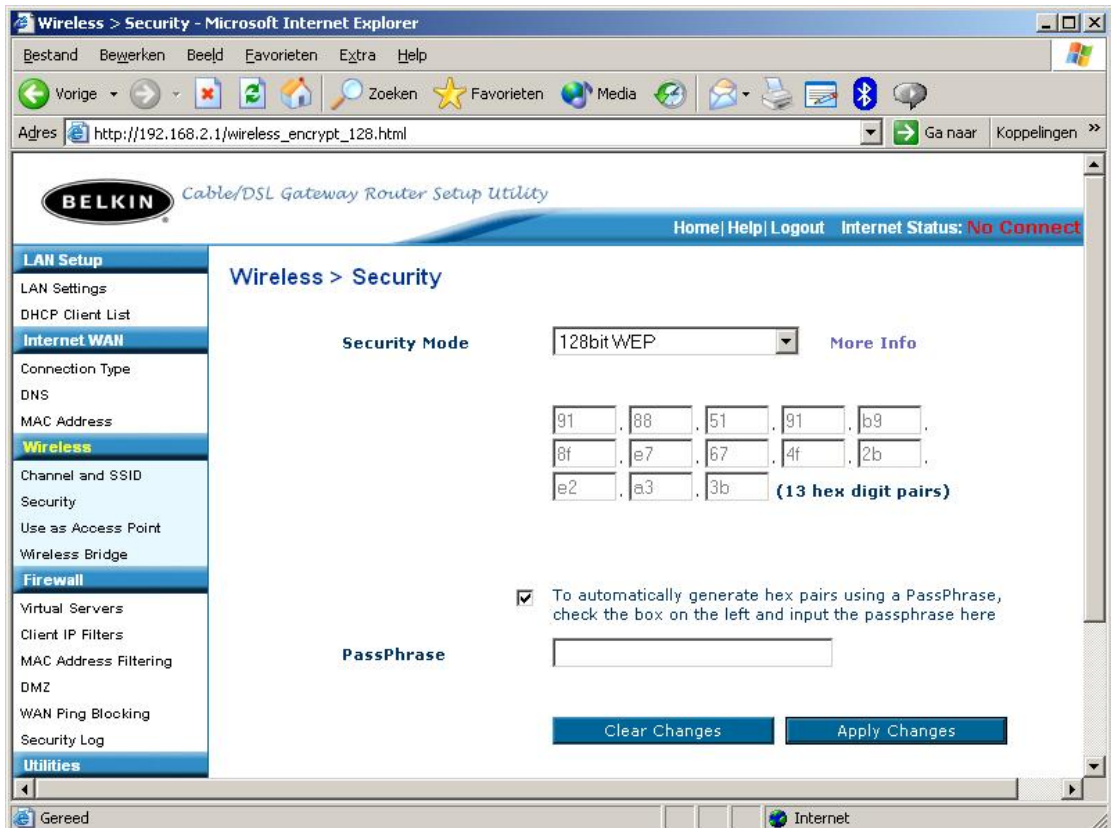 Wireless > Security - Microsoft Internet Explorer
Bestand Bewerken Beeld Favorieten Extra Help
Vorige Zoeken Favorieten Media
Adres http://192.168.2.1/wireless_encrypt_128.html Ga naar Koppelingen »
BELKIN Cable/DSL Gateway Router Setup Utility
Home| Help| Logout Internet Status: No Connect
LAN Setup
LAN Settings
DHCP Client List
Internet WAN
Connection Type
DNS
MAC Address
Wireless
Channel and SSID
Security
Use as Access Point
Wireless Bridge
Firewall
Virtual Servers
Client IP Filters
MAC Address Filtering
DMZ
WAN Ping Blocking
Security Log
Utilities
Wireless > Security
Security Mode 128bit WEP More Info
91 . 88 . 51 . 91 . b9 .
8f . e7 . 67 . 4f . 2b .
e2 . a3 . 3b (13 hex digit pairs)
To automatically generate hex pairs using a PassPhrase,
check the box on the left and input the passphrase here
PassPhrase
Clear Changes Apply Changes
Gereed Internet